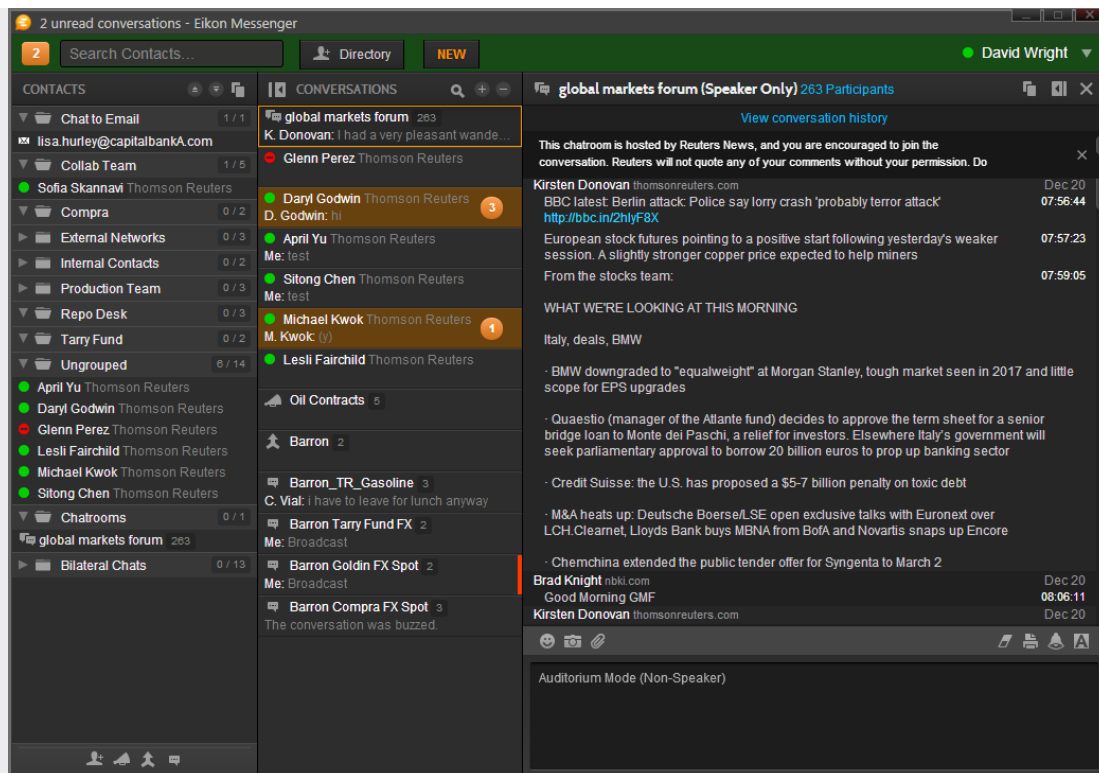 2 unread conversations - Eikon Messenger
2
Search Contacts...
Directory
NEW
David Wright
CONTACTS
Chat to Email 1 / 1
lisa.hurley@capitalbankA.com
Collab Team 1 / 5
Sofia Skannavi Thomson Reuters
Compra 0 / 2
External Networks 0 / 3
Internal Contacts 0 / 2
Production Team 0 / 3
Repo Desk 0 / 3
Tarry Fund 0 / 2
Ungrouped 6 / 14
April Yu Thomson Reuters
Daryl Godwin Thomson Reuters
Glenn Perez Thomson Reuters
Lesli Fairchild Thomson Reuters
Michael Kwok Thomson Reuters
Sitong Chen Thomson Reuters
Chatrooms 0 / 1
global markets forum 263
Bilateral Chats 0 / 13
CONVERSATIONS
global markets forum 263
K. Donovan: I had a very pleasant wande...
Glenn Perez Thomson Reuters
Daryl Godwin Thomson Reuters
D. Godwin: hi
3
April Yu Thomson Reuters
Me: test
Sitong Chen Thomson Reuters
Me: test
Michael Kwok Thomson Reuters
M. Kwok: (y)
1
Lesli Fairchild Thomson Reuters
Oil Contracts 5
Barron 2
Barron_TR_Gasoline 3
C. Vial: i have to leave for lunch anyway
Barron Tarry Fund FX 2
Me: Broadcast
Barron Goldin FX Spot 2
Me: Broadcast
Barron Compra FX Spot 3
The conversation was buzzed.
global markets forum (Speaker Only) 263 Participants
View conversation history
This chatroom is hosted by Reuters News, and you are encouraged to join the
conversation. Reuters will not quote any of your comments without your permission. Do
Kirsten Donovan thomsonreuters.com Dec 20
BBC latest: Berlin attack: Police say lorry crash 'probably terror attack' 07:56:44
http://bbc.in/2hIyF8X
European stock futures pointing to a positive start following yesterday's weaker 07:57:23
session. A slightly stronger copper price expected to help miners
From the stocks team: 07:59:05
WHAT WE'RE LOOKING AT THIS MORNING
Italy, deals, BMW
· BMW downgraded to "equalweight" at Morgan Stanley, tough market seen in 2017 and little
scope for EPS upgrades
· Quaestio (manager of the Atlante fund) decides to approve the term sheet for a senior
bridge loan to Monte dei Paschi, a relief for investors. Elsewhere Italy's government will
seek parliamentary approval to borrow 20 billion euros to prop up banking sector
· Credit Suisse: the U.S. has proposed a $5-7 billion penalty on toxic debt
· M&A heats up: Deutsche Boerse/LSE open exclusive talks with Euronext over
LCH.Clearnet, Lloyds Bank buys MBNA from BofA and Novartis snaps up Encore
· Chemchina extended the public tender offer for Syngenta to March 2
Brad Knight nbki.com Dec 20
Good Morning GMF 08:06:11
Kirsten Donovan thomsonreuters.com Dec 20
A
Auditorium Mode (Non-Speaker)